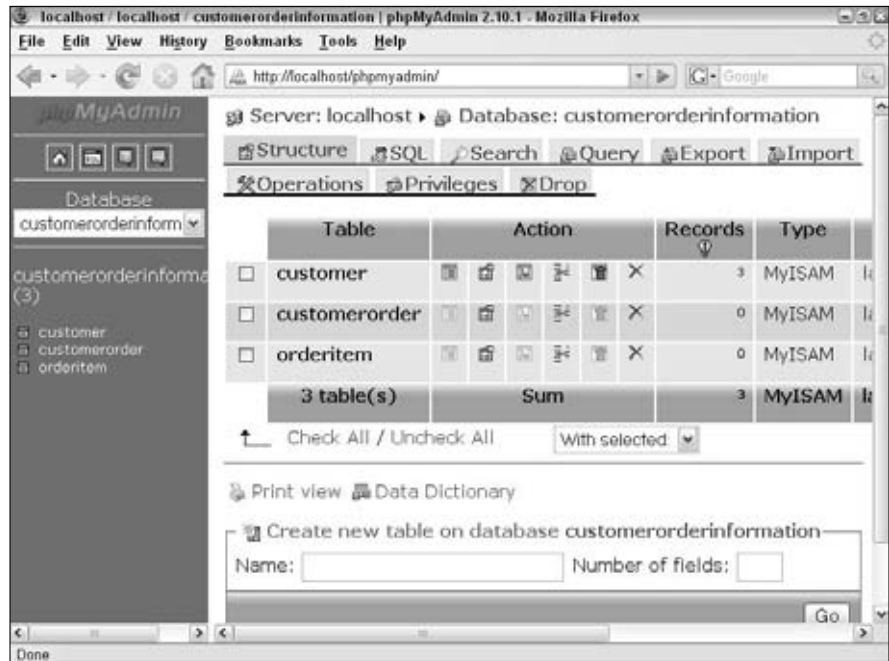 localhost / localhost / customerorderinformation | phpMyAdmin 2.10.1 - Mozilla Firefox
File Edit View History Bookmarks Tools Help
http://localhost/phpmyadmin/
G Google
phpMyAdmin
Database
customerorderinform
customerorderinforma
(3)
customer
customerorder
orderitem
Server: localhost Database: customerorderinformation
Structure SQL Search Query Export Import
Operations Privileges Drop
Table Action Records Type
customer 3 MyISAM la
customerorder 0 MyISAM la
orderitem 0 MyISAM la
3 table(s) Sum 3 MyISAM la
Check All / Uncheck All With selected:
Print view Data Dictionary
Create new table on database customerorderinformation
Name: Number of fields:
Go
Done